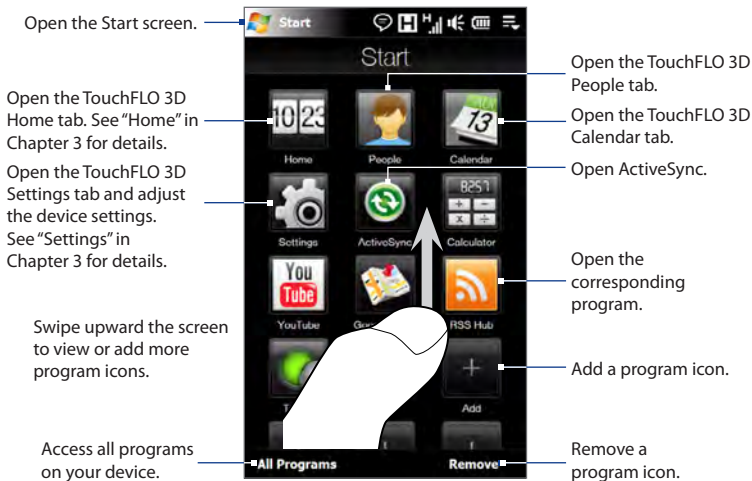 Open the Start screen.
Start
Start
Open the TouchFLO 3D
Home tab. See “Home” in
Chapter 3 for details.
Open the TouchFLO 3D
Settings tab and adjust
the device settings.
See “Settings” in
Chapter 3 for details.
Swipe upward the screen
to view or add more
program icons.
Access all programs
on your device.
10 23
13
Home
People
Calendar
8257
Settings
ActiveSync
Calculator
You
Tube
YouTube
RSS Hub
Add
All Programs
Remove
Open the TouchFLO 3D
People tab.
Open the TouchFLO 3D
Calendar tab.
Open ActiveSync.
Open the
corresponding
program.
Add a program icon.
Remove a
program icon.